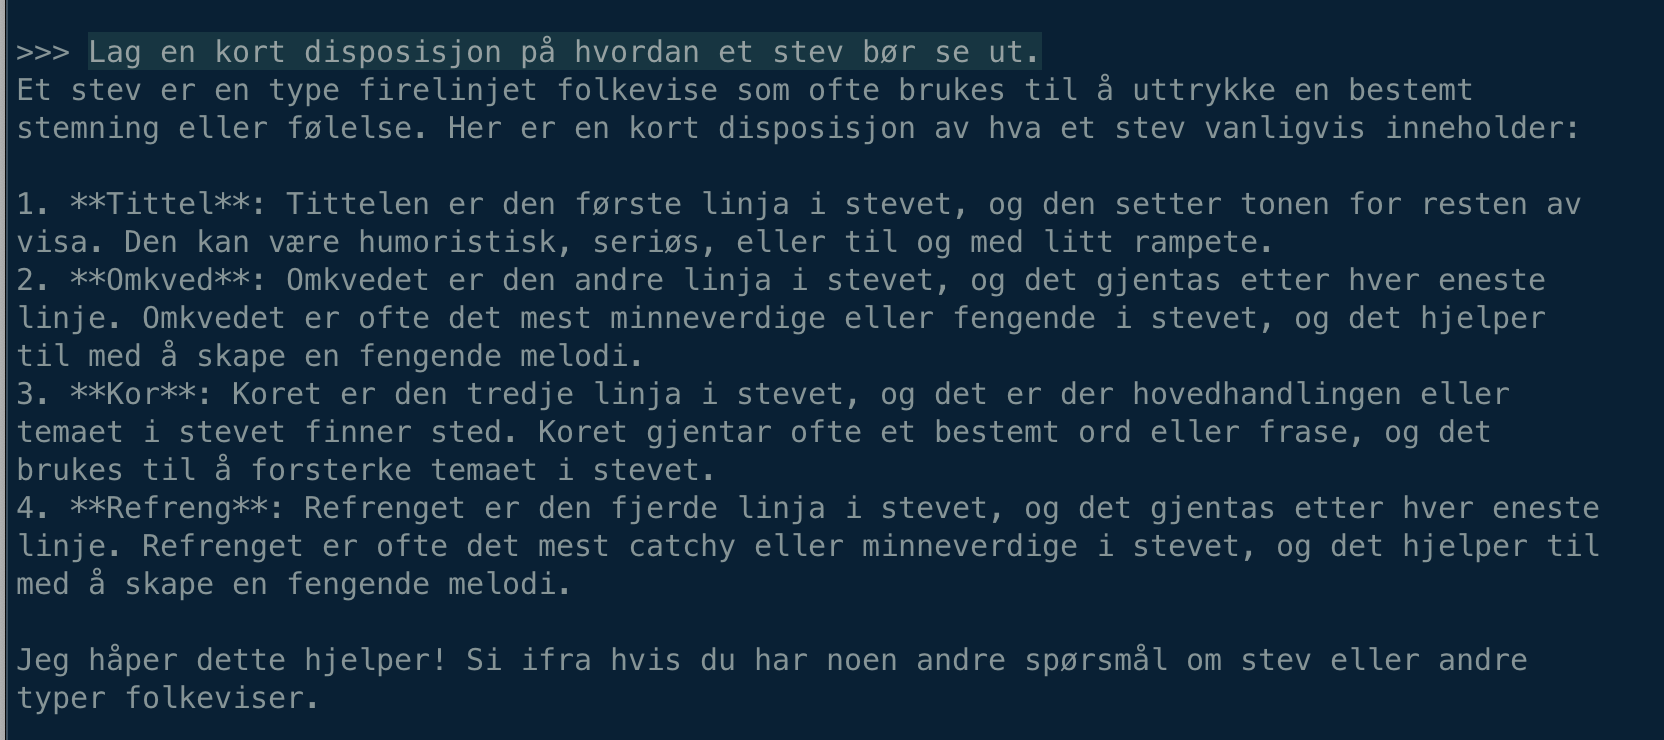 >>> Lag en kort disposisjon på hvordan et stev bør se ut.
Et stev er en type firelinjet folkevise som ofte brukes til å uttrykke en bestemt
stemning eller følelse. Her er en kort disposisjon av hva et stev vanligvis inneholder:
1. **Tittel**: Tittelen er den første linja i stevet, og den setter tonen for resten av
visa. Den kan være humoristisk, seriøs, eller til og med litt rampete.
2. **Omkved**: Omkvedet er den andre linja i stevet, og det gjentas etter hver eneste
linje. Omkvedet er ofte det mest minneverdige eller fengende i stevet, og det hjelper
til med å skape en fengende melodi.
3. **Kor**: Koret er den tredje linja i stevet, og det er der hovedhandlingen eller
temaet i stevet finner sted. Koret gjentar ofte et bestemt ord eller frase, og det
brukes til å forsterke temaet i stevet.
4. **Refreng**: Refrenget er den fjerde linja i stevet, og det gjentas etter hver eneste
linje. Refrenget er ofte det mest catchy eller minneverdige i stevet, og det hjelper til
med å skape en fengende melodi.
Jeg håper dette hjelper! Si ifra hvis du har noen andre spørsmål om stev eller andre
typer folkeviser.